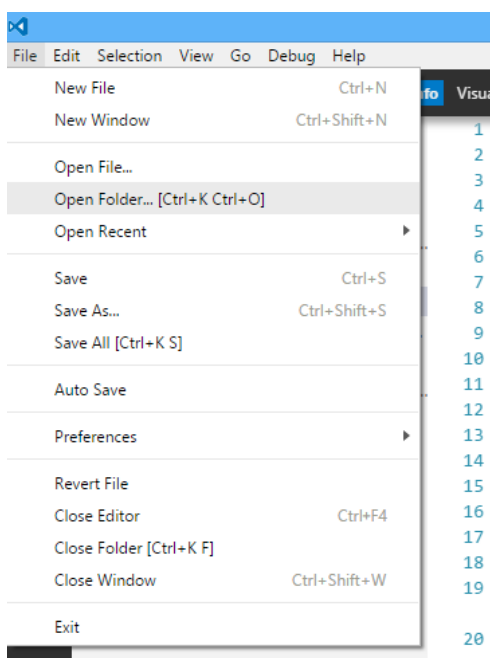 File Edit Selection View Go Debug Help
New File Ctrl+N
New Window Ctrl+Shift+N
Open File...
Open Folder... [Ctrl+K Ctrl+O]
Open Recent
Save Ctrl+S
Save As... Ctrl+Shift+S
Save All [Ctrl+K S]
Auto Save
Preferences
Revert File
Close Editor Ctrl+F4
Close Folder [Ctrl+K F]
Close Window Ctrl+Shift+W
Exit
1
2
3
4
5
6
7
8
9
10
11
12
13
14
15
16
17
18
19
20